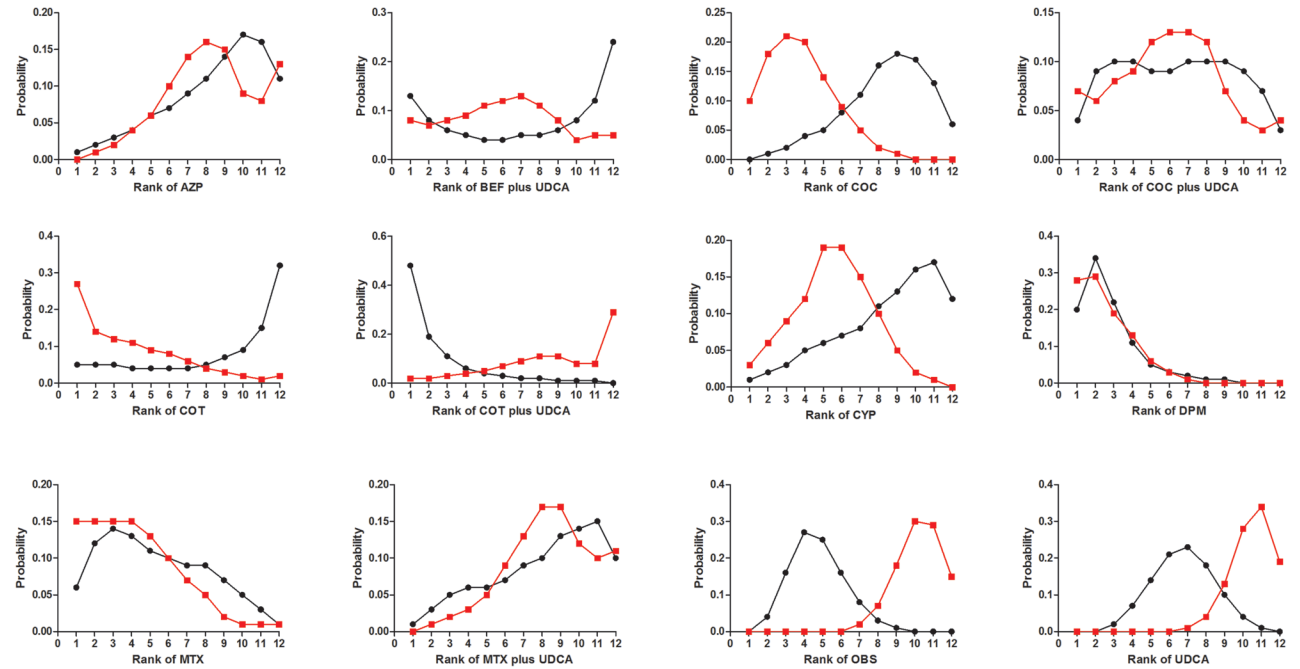 0.20
0.15
0.10
0.05
0.00
Probability
0 1 2 3 4 5 6 7 8 9 10 11 12
Rank of AZP
0.3
0.2
0.1
0.0
Probability
0 1 2 3 4 5 6 7 8 9 10 11 12
Rank of BEF plus UDCA
0.25
0.20
0.15
0.10
0.05
0.00
Probability
0 1 2 3 4 5 6 7 8 9 10 11 12
Rank of COC
0.15
0.10
0.05
0.00
Probability
0 1 2 3 4 5 6 7 8 9 10 11 12
Rank of COC plus UDCA
0.4
0.3
0.2
0.1
0.0
Probability
0 1 2 3 4 5 6 7 8 9 10 11 12
Rank of COT
0.6
0.4
0.2
0.0
Probability
0 1 2 3 4 5 6 7 8 9 10 11 12
Rank of COT plus UDCA
0.20
0.15
0.10
0.05
0.00
Probability
0 1 2 3 4 5 6 7 8 9 10 11 12
Rank of CYP
0.4
0.3
0.2
0.1
0.0
Probability
0 1 2 3 4 5 6 7 8 9 10 11 12
Rank of DPM
0.20
0.15
0.10
0.05
0.00
Probability
0 1 2 3 4 5 6 7 8 9 10 11 12
Rank of MTX
0.20
0.15
0.10
0.05
0.00
Probability
0 1 2 3 4 5 6 7 8 9 10 11 12
Rank of MTX plus UDCA
0.4
0.3
0.2
0.1
0.0
Probability
0 1 2 3 4 5 6 7 8 9 10 11 12
Rank of OBS
0.4
0.3
0.2
0.1
0.0
Probability
0 1 2 3 4 5 6 7 8 9 10 11 12
Rank of UDCA